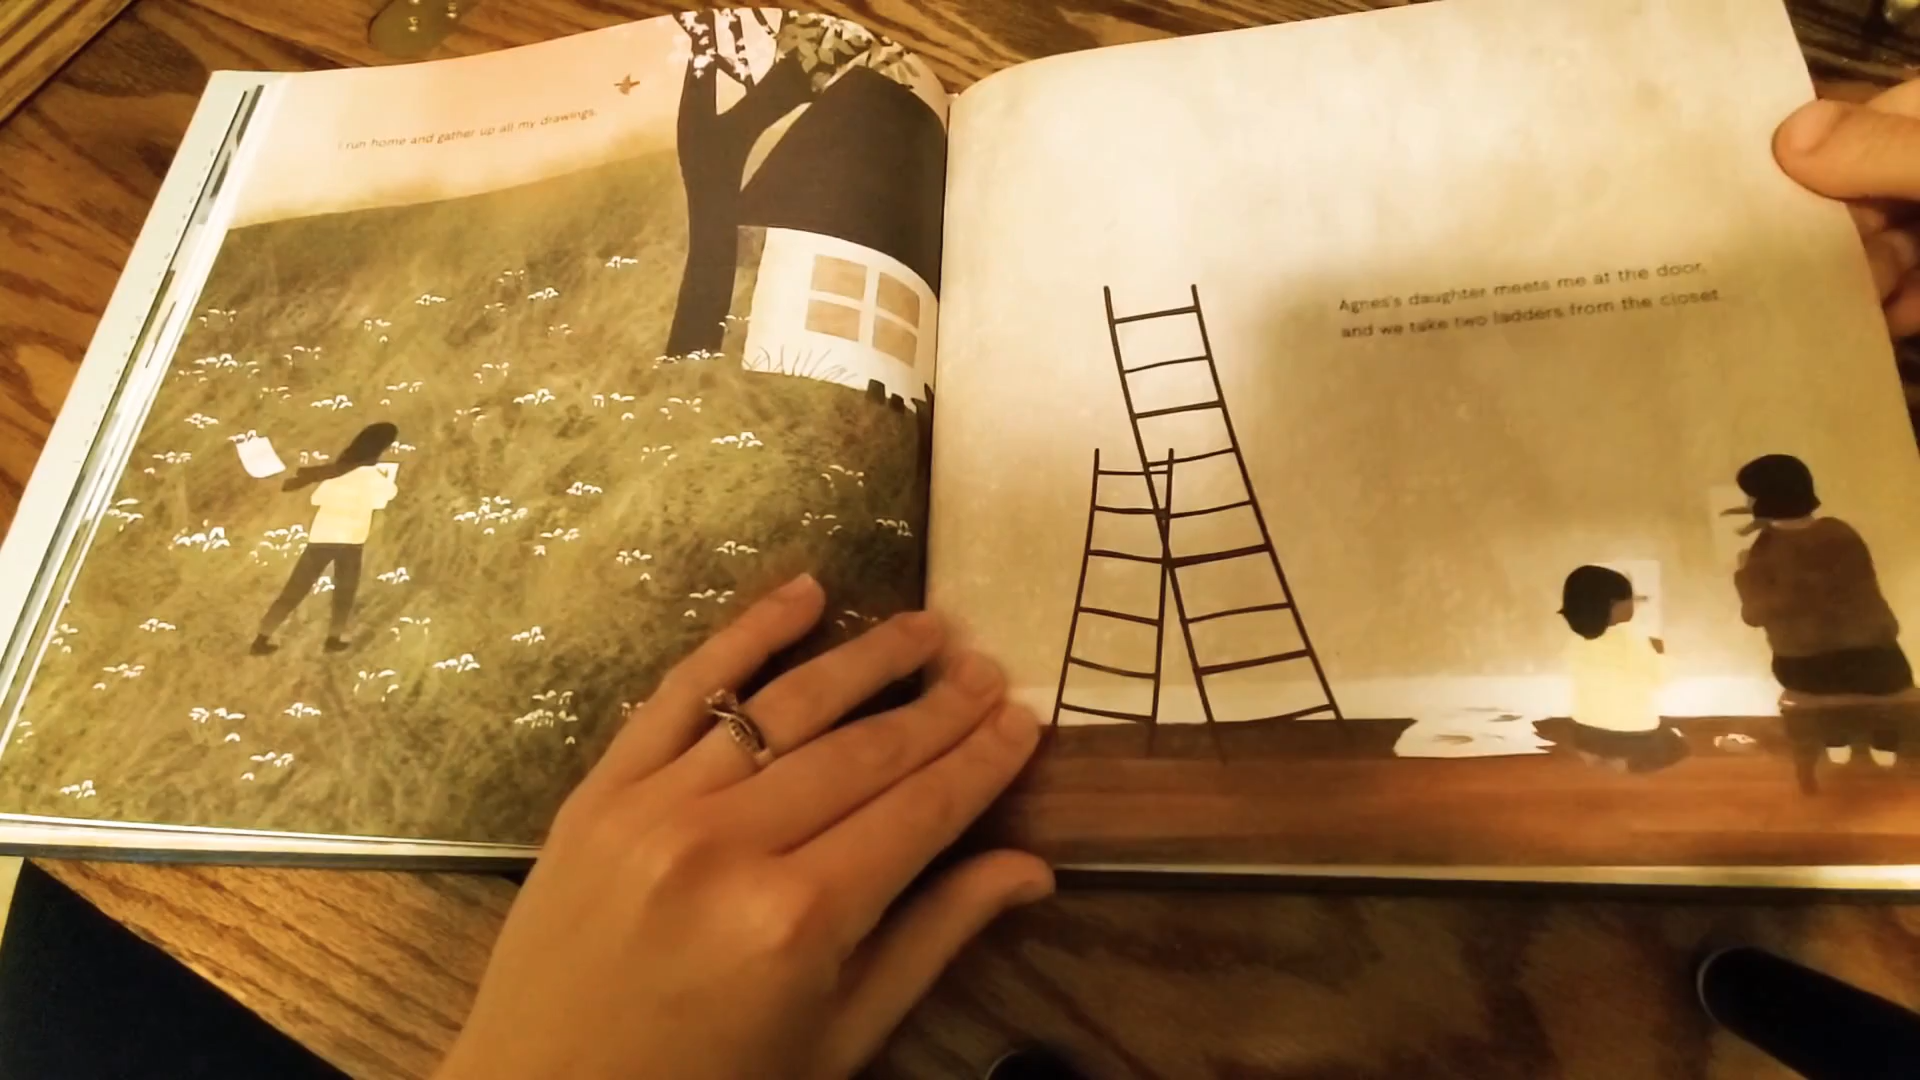 I run home and gather up all my drawings.
Agnes's daughter meets me at the door,
and we take two ladders from the closet